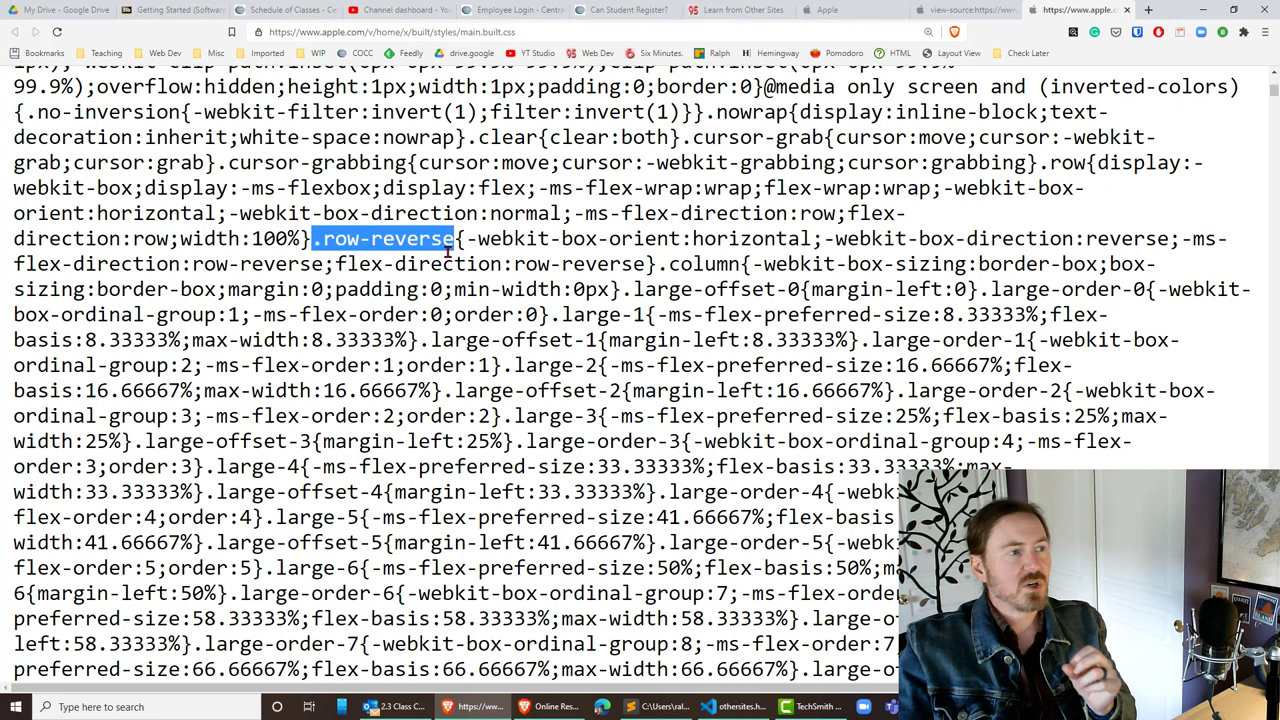 My Drive - Google Drive
Getting Started (Softwar
Schedule of Classes - Ce
Channel dashboard - You
Employee Login - Centra
Can Student Register?
Learn from Other Sites
Apple
view-source:https://www
https://www.apple.c
https://www.apple.com/v/home/x/built/styles/main.built.css
Bookmarks Teaching Web Dev Misc Imported WIP COCC Feedly drive.google YT Studio Web Dev Six Minutes. Ralph Hemingway Pomodoro HTML Layout View Check Later
99.9%);overflow:hidden;height:1px;width:1px;padding:0;border:0}@media only screen and (inverted-colors)
{.no-inversion{-webkit-filter:invert(1);filter:invert(1)}}.nowrap{display:inline-block;text-
decoration:inherit;white-space:nowrap}.clear{clear:both}.cursor-grab{cursor:move;cursor:-webkit-
grab;cursor:grab}.cursor-grabbing{cursor:move;cursor:-webkit-grabbing;cursor:grabbing}.row{display:-
webkit-box;display:-ms-flexbox;display:flex;-ms-flex-wrap:wrap;flex-wrap:wrap;-webkit-box-
orient:horizontal;-webkit-box-direction:normal;-ms-flex-direction:row;flex-
direction:row;width:100%}.row-reverse{-webkit-box-orient:horizontal;-webkit-box-direction:reverse;-ms-
flex-direction:row-reverse;flex-direction:row-reverse}.column{-webkit-box-sizing:border-box;box-
sizing:border-box;margin:0;padding:0;min-width:0px}.large-offset-0{margin-left:0}.large-order-0{-webkit-
box-ordinal-group:1;-ms-flex-order:0;order:0}.large-1{-ms-flex-preferred-size:8.33333%;flex-
basis:8.33333%;max-width:8.33333%}.large-offset-1{margin-left:8.33333%}.large-order-1{-webkit-box-
ordinal-group:2;-ms-flex-order:1;order:1}.large-2{-ms-flex-preferred-size:16.66667%;flex-
basis:16.66667%;max-width:16.66667%}.large-offset-2{margin-left:16.66667%}.large-order-2{-webkit-box-
ordinal-group:3;-ms-flex-order:2;order:2}.large-3{-ms-flex-preferred-size:25%;flex-basis:25%;max-
width:25%}.large-offset-3{margin-left:25%}.large-order-3{-webkit-box-ordinal-group:4;-ms-flex-
order:3;order:3}.large-4{-ms-flex-preferred-size:33.33333%;flex-basis:33.33333%;max-
width:33.33333%}.large-offset-4{margin-left:33.33333%}.large-order-4{-webki
flex-order:4;order:4}.large-5{-ms-flex-preferred-size:41.66667%;flex-basis
width:41.66667%}.large-offset-5{margin-left:41.66667%}.large-order-5{-webki
flex-order:5;order:5}.large-6{-ms-flex-preferred-size:50%;flex-basis:50%;ma
6{margin-left:50%}.large-order-6{-webkit-box-ordinal-group:7;-ms-flex-order
preferred-size:58.33333%;flex-basis:58.33333%;max-width:58.33333%}.large-o
left:58.33333%}.large-order-7{-webkit-box-ordinal-group:8;-ms-flex-order:7
preferred-size:66.66667%;flex-basis:66.66667%;max-width:66.66667%}.large-o
Type here to search
2.3 Class C...
https://ww...
Online Res...
C:\Users\ral...
othersites.h...
TechSmith ...